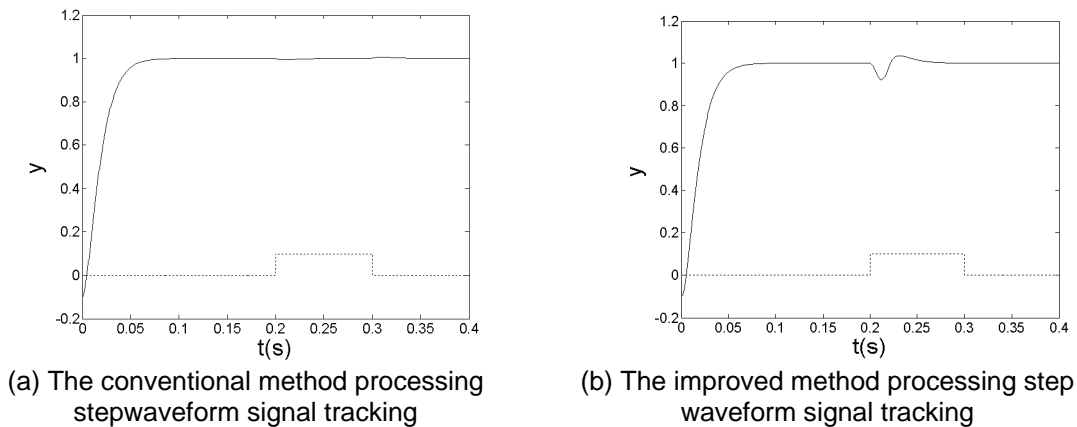 1.2
1
0.8
0.6
0.4
0.2
0
-0.2
y
0 0.05 0.1 0.15 0.2 0.25 0.3 0.35 0.4
t(s)
(a) The conventional method processing
stepwaveform signal tracking
1.2
1
0.8
0.6
0.4
0.2
0
-0.2
y
0 0.05 0.1 0.15 0.2 0.25 0.3 0.35 0.4
t(s)
(b) The improved method processing step
waveform signal tracking